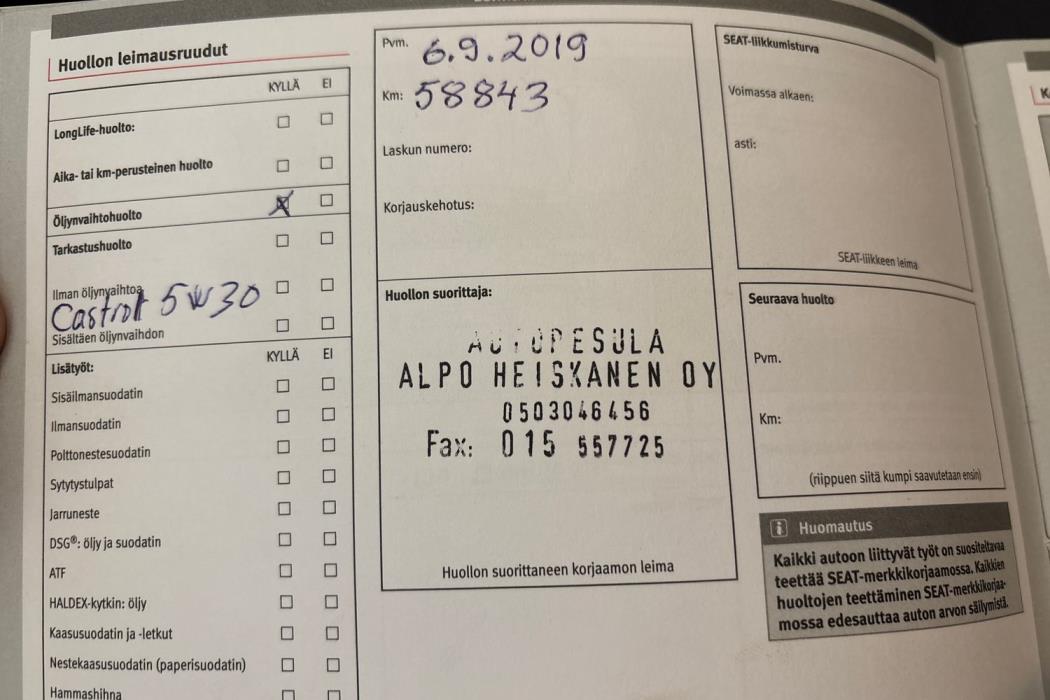 Huollon leimausruudut
KYLLÄ EI
LongLife-huolto:
Aika- tai km-perusteinen huolto
Öljynvaihtohuolto X
Tarkastushuolto
Ilman öljynvaihtoa
Castrol 5W30
Sisältäen öljynvaihdon
Lisätyöt: KYLLÄ EI
Sisäilmansuodatin
Ilmansuodatin
Polttonestesuodatin
Sytytystulpat
Jarruneste
DSG®: öljy ja suodatin
ATF
HALDEX-kytkin: öljy
Kaasusuodatin ja -letkut
Nestekaasusuodatin (paperisuodatin)
Hammashihna
Pvm. 6.9.2019
Km: 58843
Laskun numero:
Korjauskehotus:
Huollon suorittaja:
AUTOPESULA
ALPO HEISKANEN OY
0503046456
Fax: 015 557725
Huollon suorittaneen korjaamon leima
SEAT-liikkumisturva
Voimassa alkaen:
asti:
SEAT-liikkeen leima
Seuraava huolto
Pvm.
Km:
(riippuen siitä kumpi saavutetaan ensin)
i Huomautus
Kaikki autoon liittyvät työt on suositeltavaa
teettää SEAT-merkkikorjaamossa. Kaikkien
huoltojen teettäminen SEAT-merkkikorjaa-
mossa edesauttaa auton arvon säilymistä.